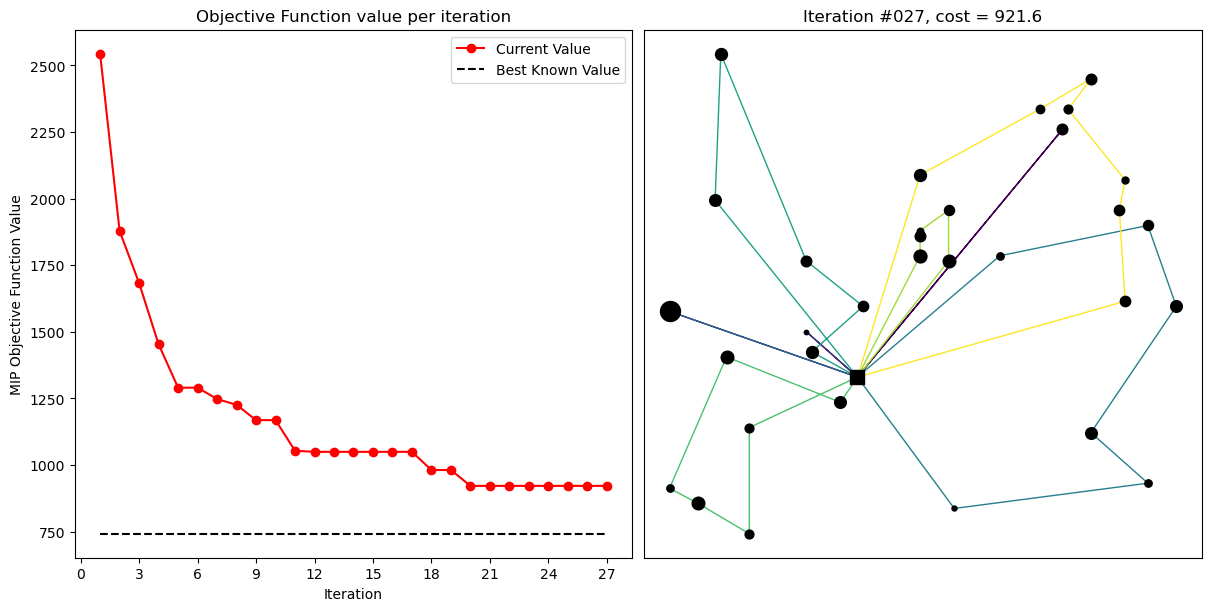 Objective Function value per iteration
Current Value
Best Known Value
MIP Objective Function Value
2500
2250
2000
1750
1500
1250
1000
750
0 3 6 9 12 15 18 21 24 27
Iteration
Iteration #027, cost = 921.6